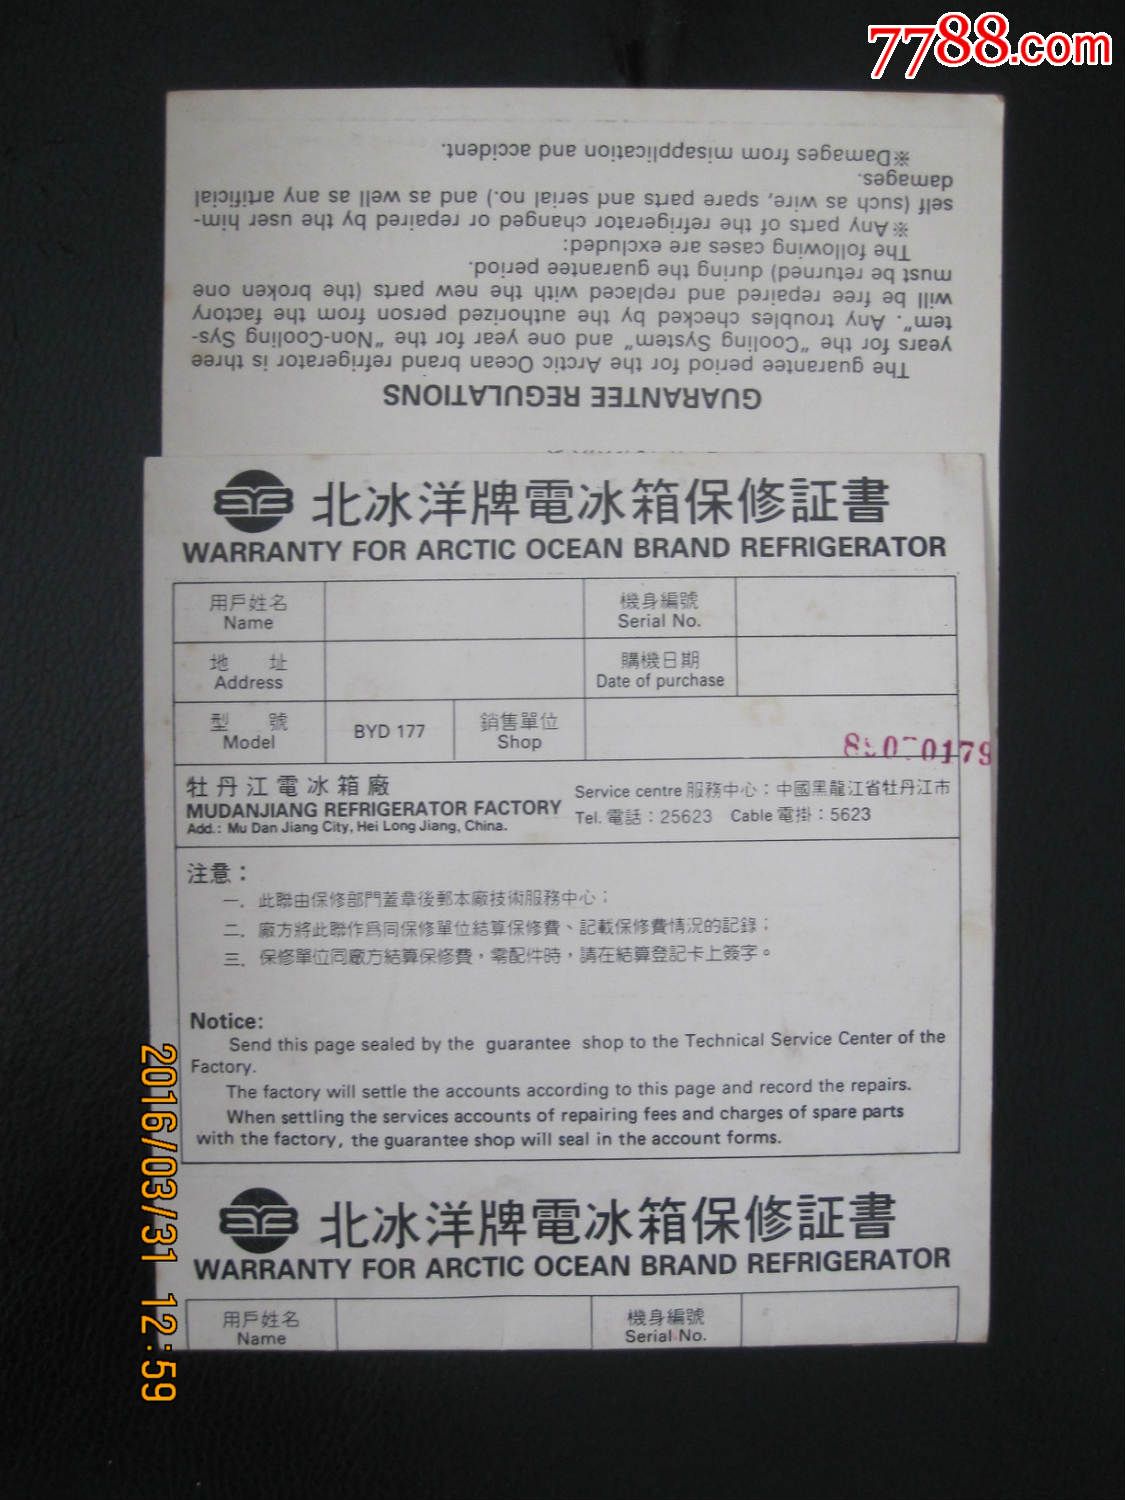 7788.com
GUARANTEE REGULATIONS
The guarantee period for the Arctic Ocean brand refrigerator is three
years for the "Cooling System" and one year for the "Non-Cooling Sys-
tem". Any troubles checked by the authorized person from the factory
will be free repaired and replaced with the new parts (the broken one
must be returned) during the guarantee period.
The following cases are excluded:
※Any parts of the refrigerator changed or repaired by the user him-
self (such as wire, spare parts and serial no.) and as well as any artificial
damages.
※Damages from misapplication and accident.
北冰洋牌電冰箱保修証書
WARRANTY FOR ARCTIC OCEAN BRAND REFRIGERATOR
用戶姓名 機身編號
Name Serial No.
地 址 購機日期
Address Date of purchase
型 號 BYD 177 銷售單位
Model Shop
牡丹江電冰箱廠
MUDANJIANG REFRIGERATOR FACTORY
Add.: Mu Dan Jiang City, Hei Long Jiang, China.
Service centre 服務中心：中國黑龍江省牡丹江市
Tel. 電話：25623 Cable 電掛：5623
注意：
一. 此聯由保修部門蓋章後郵本廠技術服務中心；
二. 廠方將此聯作爲同保修單位結算保修費、記載保修費情況的記錄；
三. 保修單位同廠方結算保修費，零配件時，請在結算登記卡上簽字。
Notice:
Send this page sealed by the guarantee shop to the Technical Service Center of the
Factory.
The factory will settle the accounts according to this page and record the repairs.
When settling the services accounts of repairing fees and charges of spare parts
with the factory, the guarantee shop will seal in the account forms.
北冰洋牌電冰箱保修証書
WARRANTY FOR ARCTIC OCEAN BRAND REFRIGERATOR
用戶姓名 機身編號
Name Serial No.
2016/03/31 12:59